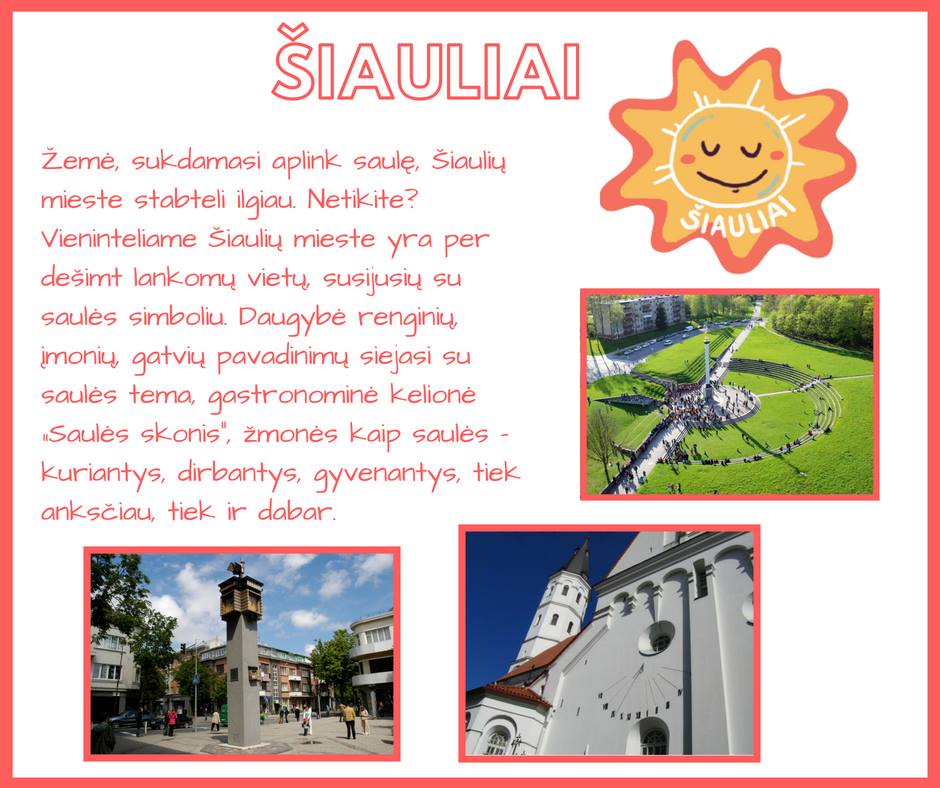 ŠIAULIAI
Žemė, sukdamasi aplink saulę, Šiaulių
mieste stabteli ilgiau. Netikite?
Vieninteliame Šiaulių mieste yra per
dešimt lankomų vietų, susijusių su
saulės simboliu. Daugybė renginių,
įmonių, gatvių pavadinimų siejasi su
saulės tema, gastronominė kelionė
„Saulės skonis", žmonės kaip saulės -
kuriantys, dirbantys, gyvenantys, tiek
anksčiau, tiek ir dabar.
ŠIAULIAI